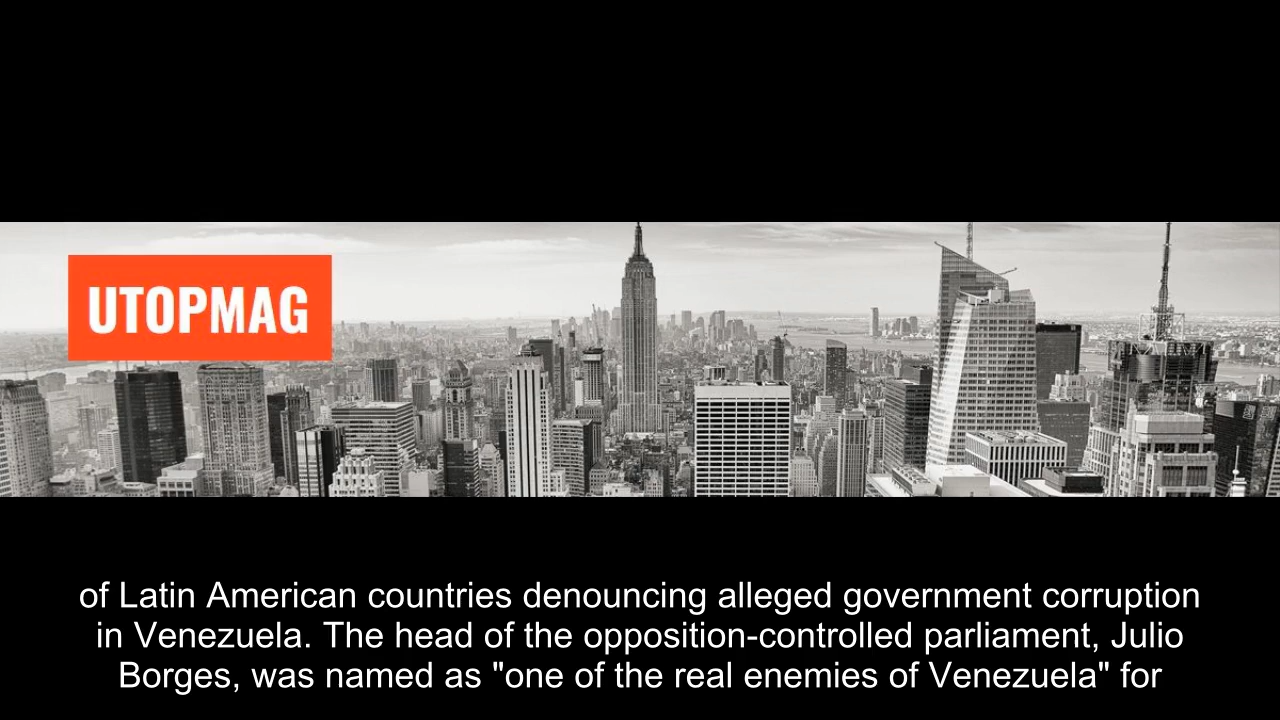 UTOPMAG
of Latin American countries denouncing alleged government corruption
in Venezuela. The head of the opposition-controlled parliament, Julio
Borges, was named as "one of the real enemies of Venezuela" for